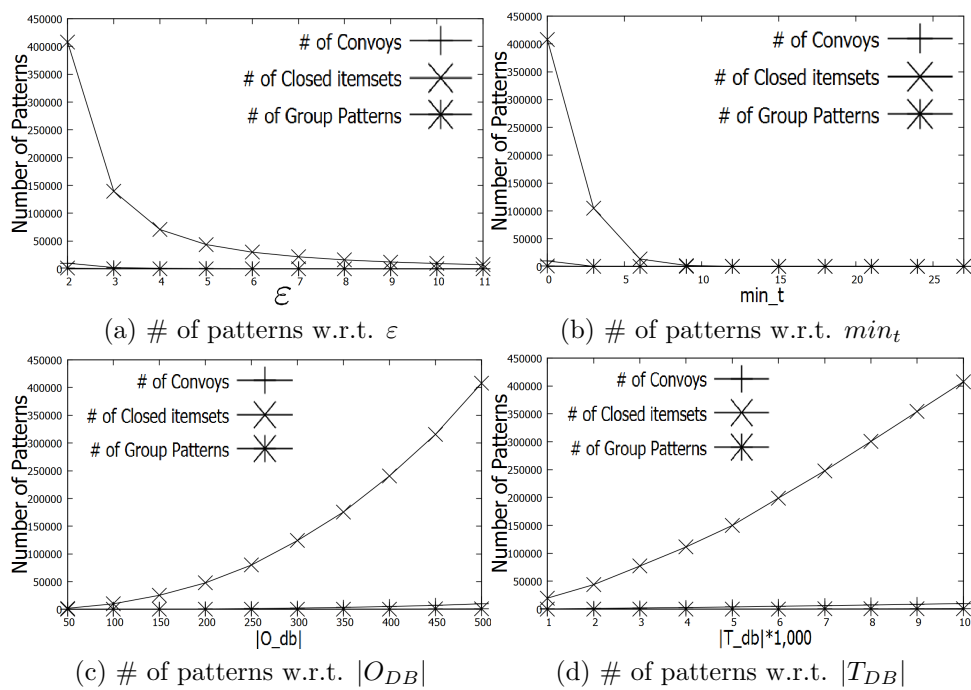 450000
400000
350000
300000
250000
200000
150000
100000
50000
0
Number of Patterns
# of Convoys
# of Closed itemsets
# of Group Patterns
2 3 4 5 6 7 8 9 10 11
ε
(a) # of patterns w.r.t. ε
450000
400000
350000
300000
250000
200000
150000
100000
50000
0
Number of Patterns
# of Convoys
# of Closed itemsets
# of Group Patterns
0 5 10 15 20 25
min_t
(b) # of patterns w.r.t. min_t
450000
400000
350000
300000
250000
200000
150000
100000
50000
0
Number of Patterns
# of Convoys
# of Closed itemsets
# of Group Patterns
50 100 150 200 250 300 350 400 450 500
|O_db|
(c) # of patterns w.r.t. |O_DB|
450000
400000
350000
300000
250000
200000
150000
100000
50000
0
Number of Patterns
# of Convoys
# of Closed itemsets
# of Group Patterns
1 2 3 4 5 6 7 8 9 10
|T_db|*1,000
(d) # of patterns w.r.t. |T_DB|